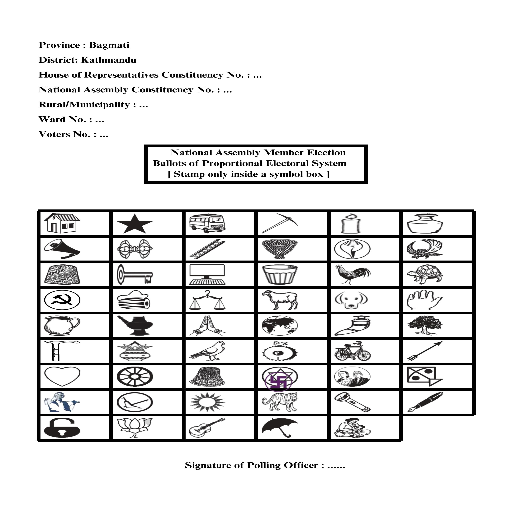 Province : Bagmati
District: Kathmandu
House of Representatives Constituency No. : ...
National Assembly Constituency No. : ...
Rural/Municipality : ...
Ward No. : ...
Voters No. : ...
National Assembly Member Election
Ballots of Proportional Electoral System
[ Stamp only inside a symbol box ]
Signature of Polling Officer : ......